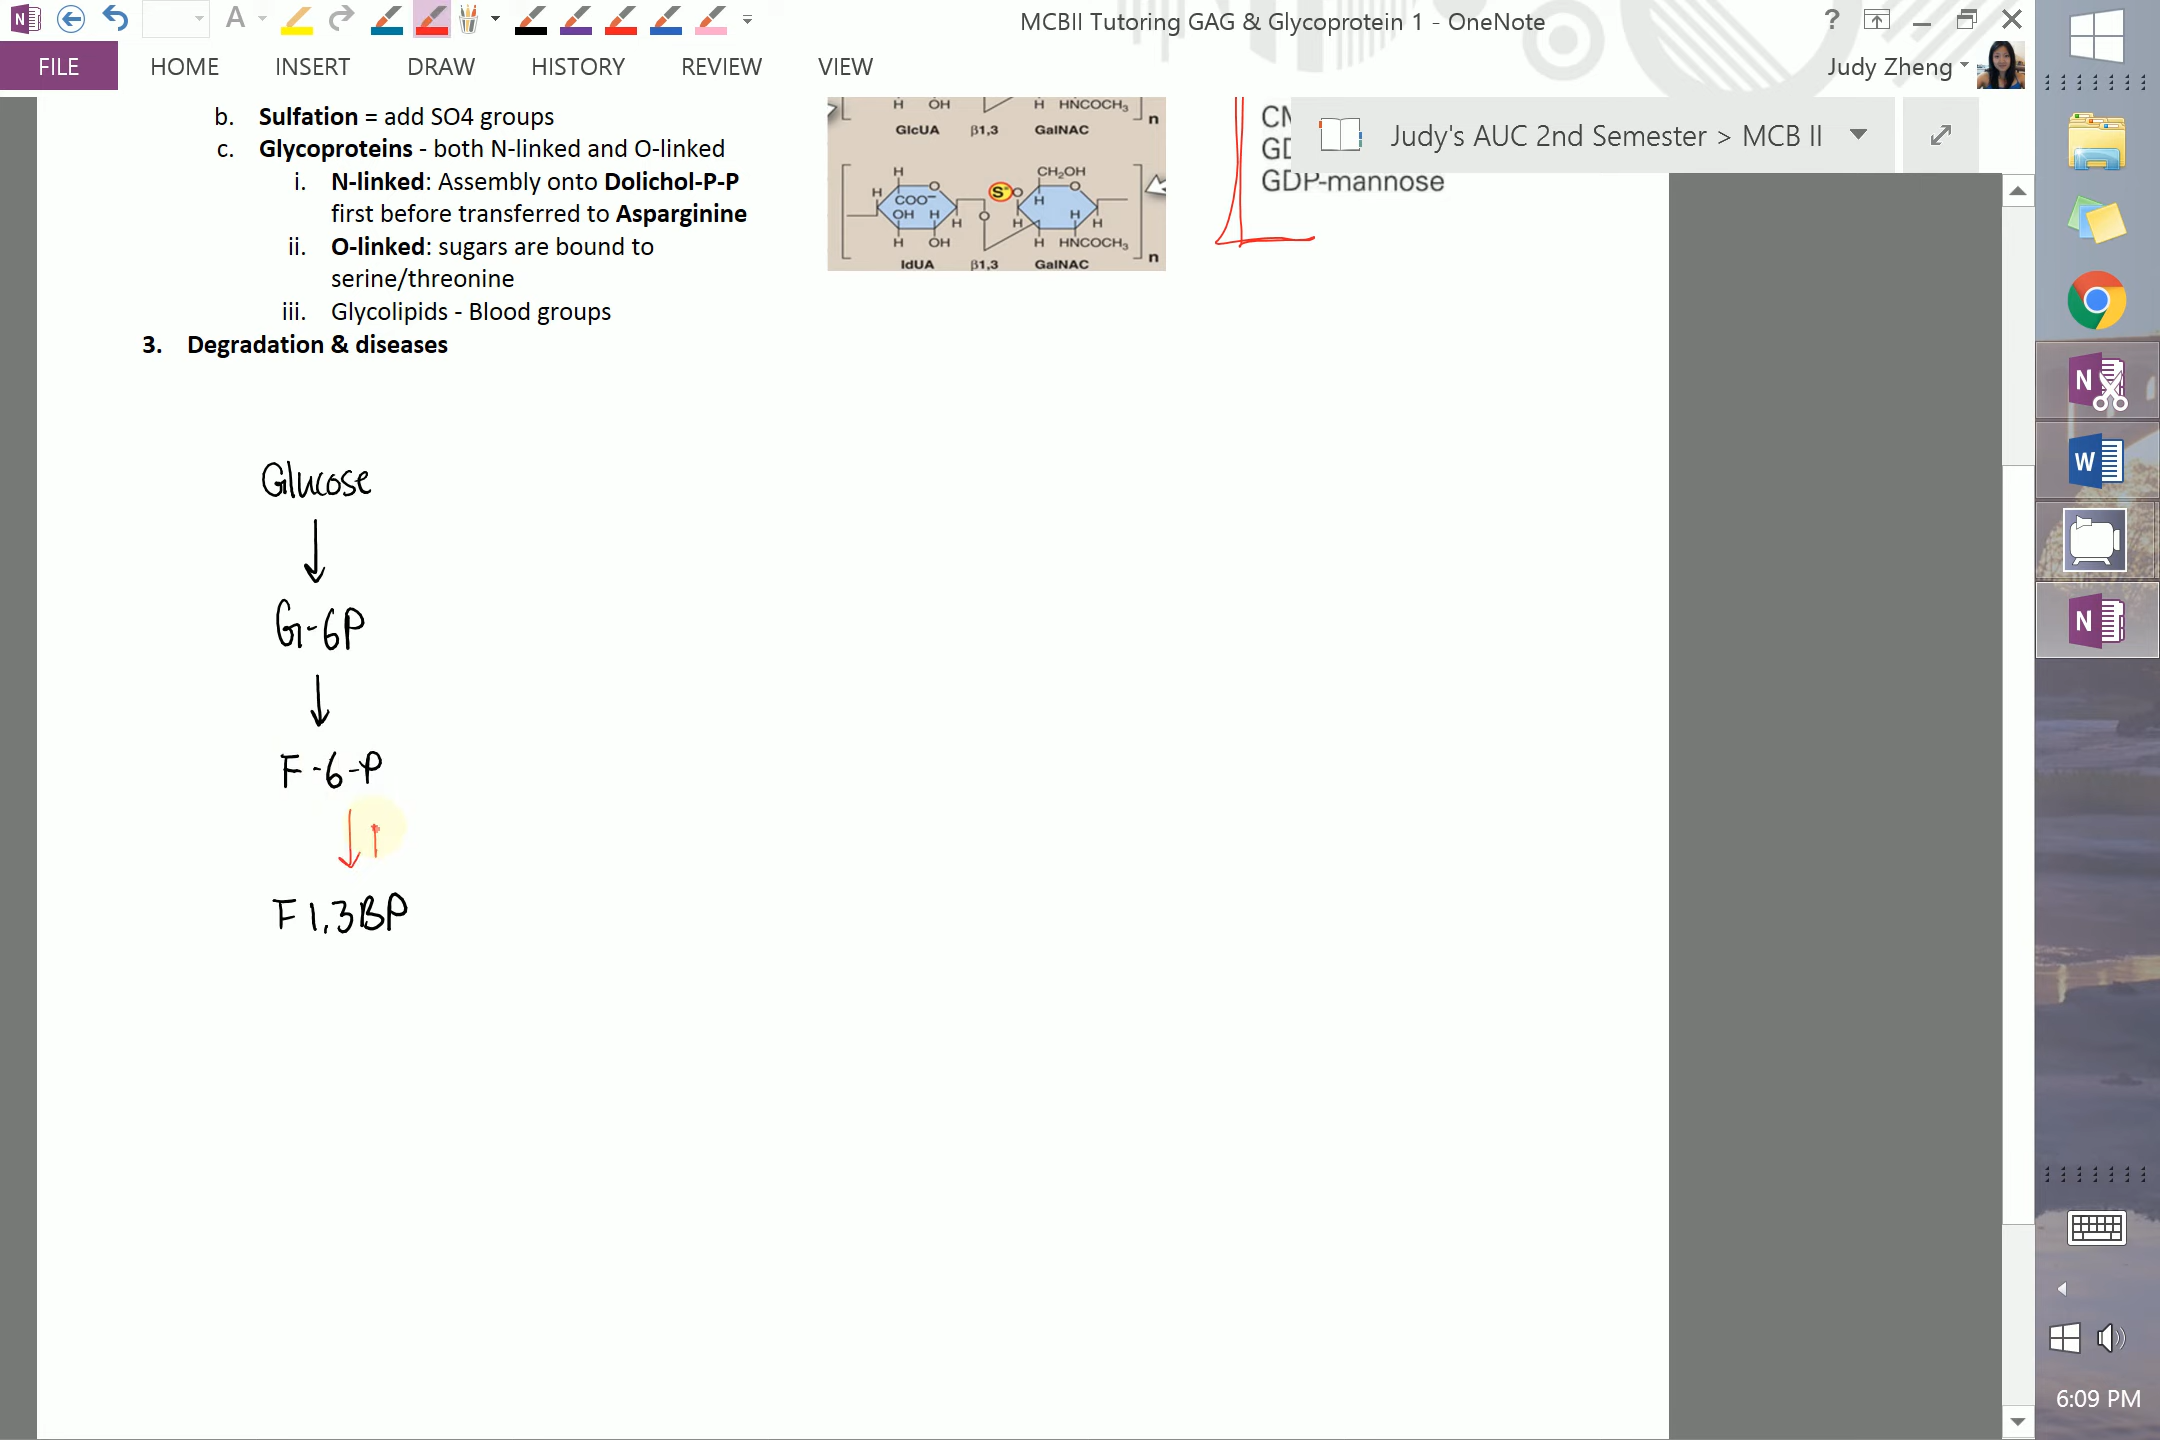 MCBII Tutoring GAG & Glycoprotein 1 - OneNote
FILE HOME INSERT DRAW HISTORY REVIEW VIEW
Judy Zheng
Judy's AUC 2nd Semester > MCB II
b. Sulfation = add SO4 groups
c. Glycoproteins - both N-linked and O-linked
i. N-linked: Assembly onto Dolichol-P-P
first before transferred to Asparginine
ii. O-linked: sugars are bound to
serine/threonine
iii. Glycolipids - Blood groups
3. Degradation & diseases
H OH H HNCOCH3 n
GlcUA β1,3 GalNAC
H CH2OH
H O S O O
COO⁻ H
OH H H
H O H H
H OH H HNCOCH3
IdUA β1,3 GalNAC n
GDP-mannose
Glucose
G-6P
F-6-P
F1,3BP
6:09 PM